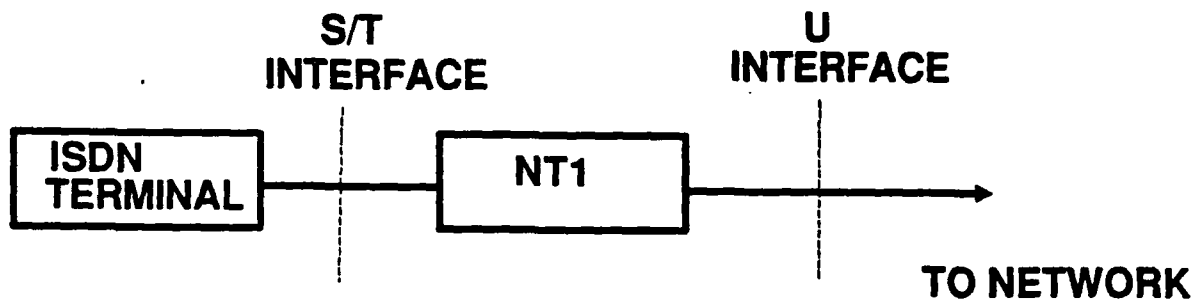 S/T
INTERFACE
U
INTERFACE
ISDN
TERMINAL
NT1
TO NETWORK